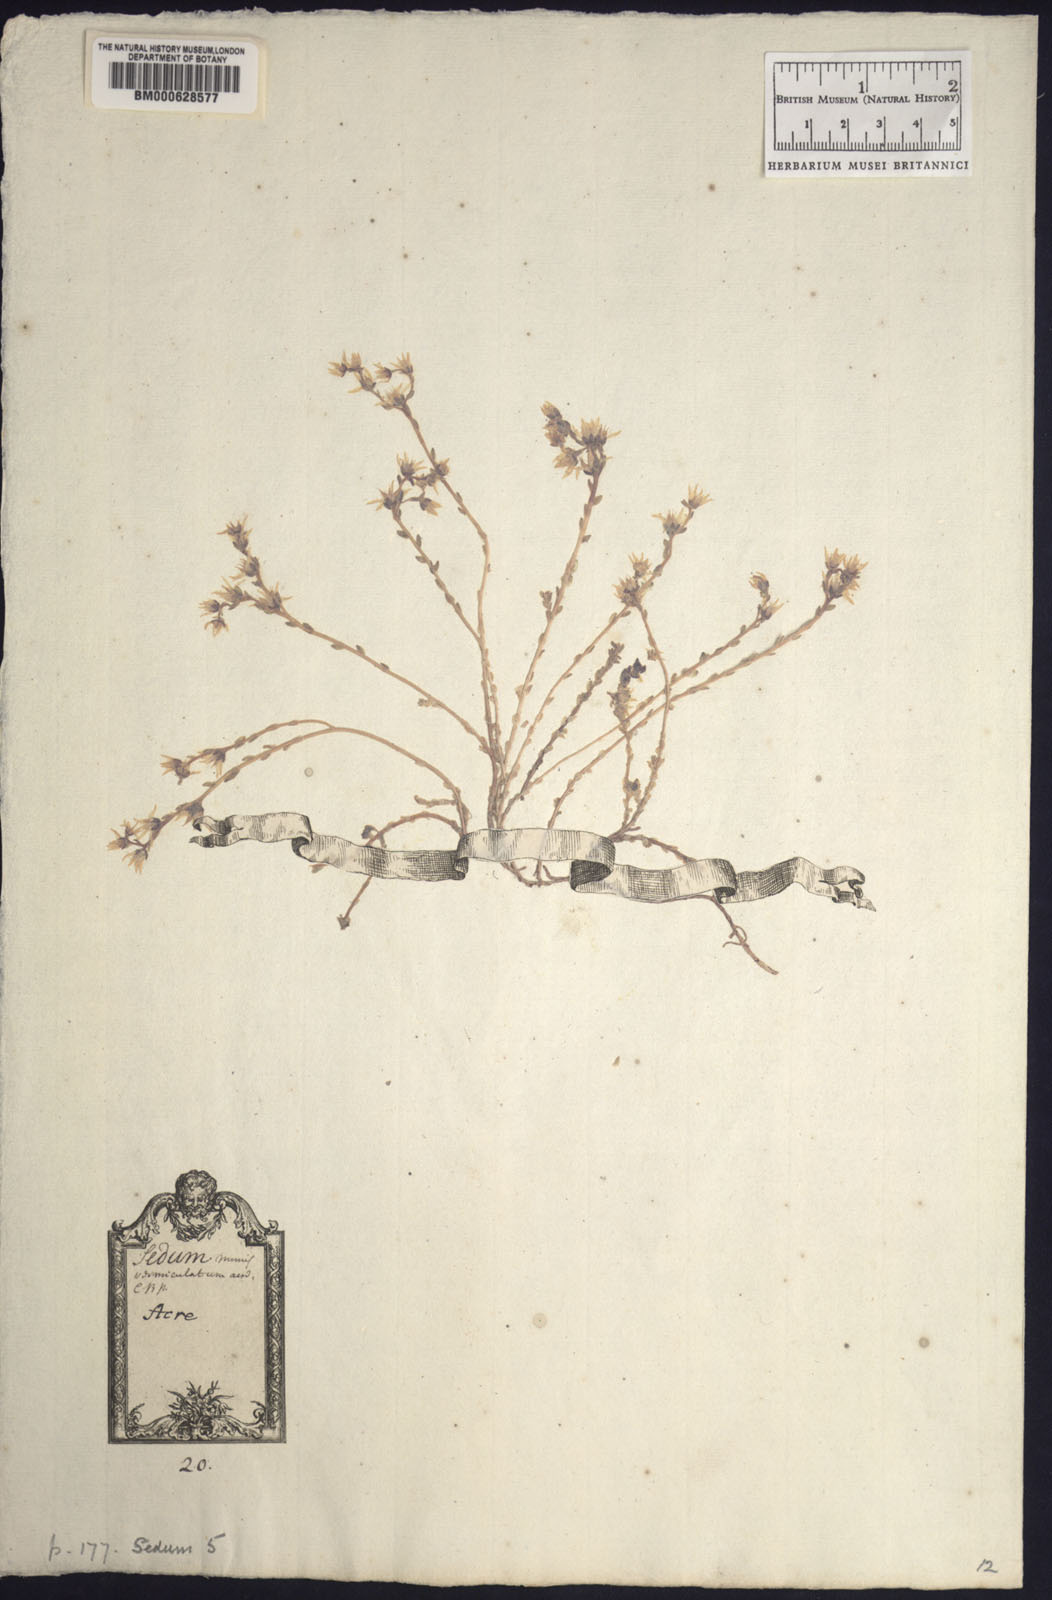 THE NATURAL HISTORY MUSEUM, LONDON
DEPARTMENT OF BOTANY
BM000628577
1 2
BRITISH MUSEUM (NATURAL HISTORY)
1 2 3 4 5
HERBARIUM MUSEI BRITANNICI
Sedum
vermiculatum
C. B. p.
Acre
20.
p. 177. Sedum 5
12